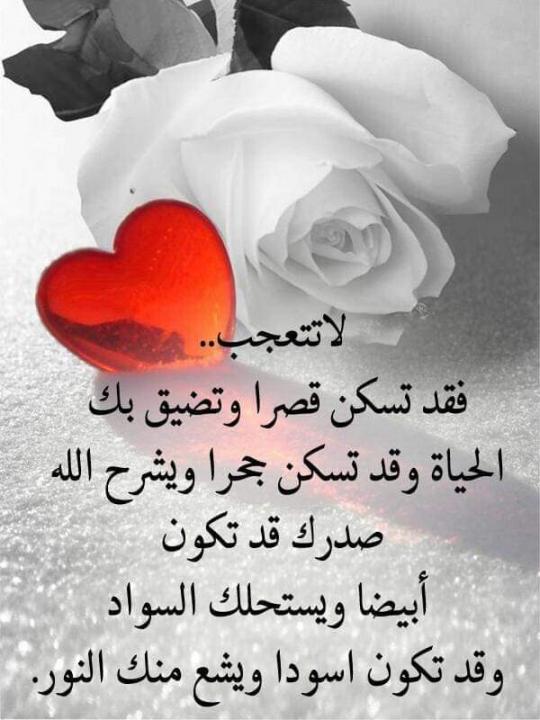 لاتتعجب..
فقد تسكن قصرا وتضيق بك
الحياة وقد تسكن جحرا ويشرح الله
صدرك قد تكون
أبيضا ويستحلك السواد
وقد تكون اسودا ويشع منك النور.